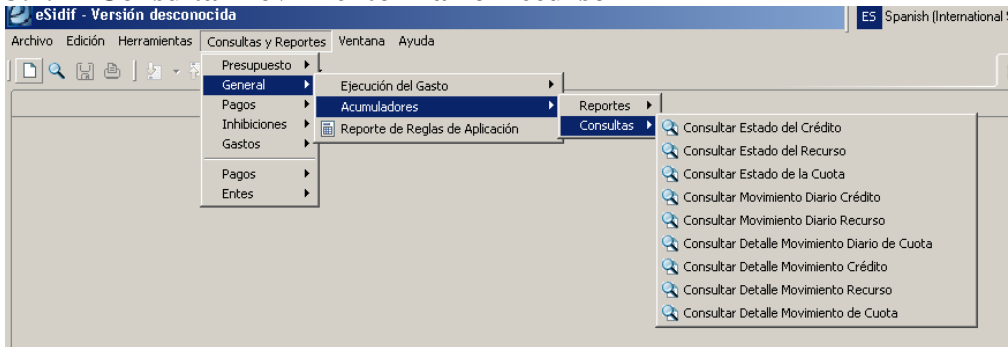 eSidif - Versión desconocida
ES Spanish (International
Archivo Edición Herramientas Consultas y Reportes Ventana Ayuda
Presupuesto
General
Pagos
Inhibiciones
Gastos
Pagos
Entes
Ejecución del Gasto
Acumuladores
Reporte de Reglas de Aplicación
Reportes
Consultas
Consultar Estado del Crédito
Consultar Estado del Recurso
Consultar Estado de la Cuota
Consultar Movimiento Diario Crédito
Consultar Movimiento Diario Recurso
Consultar Detalle Movimiento Diario de Cuota
Consultar Detalle Movimiento Crédito
Consultar Detalle Movimiento Recurso
Consultar Detalle Movimiento de Cuota